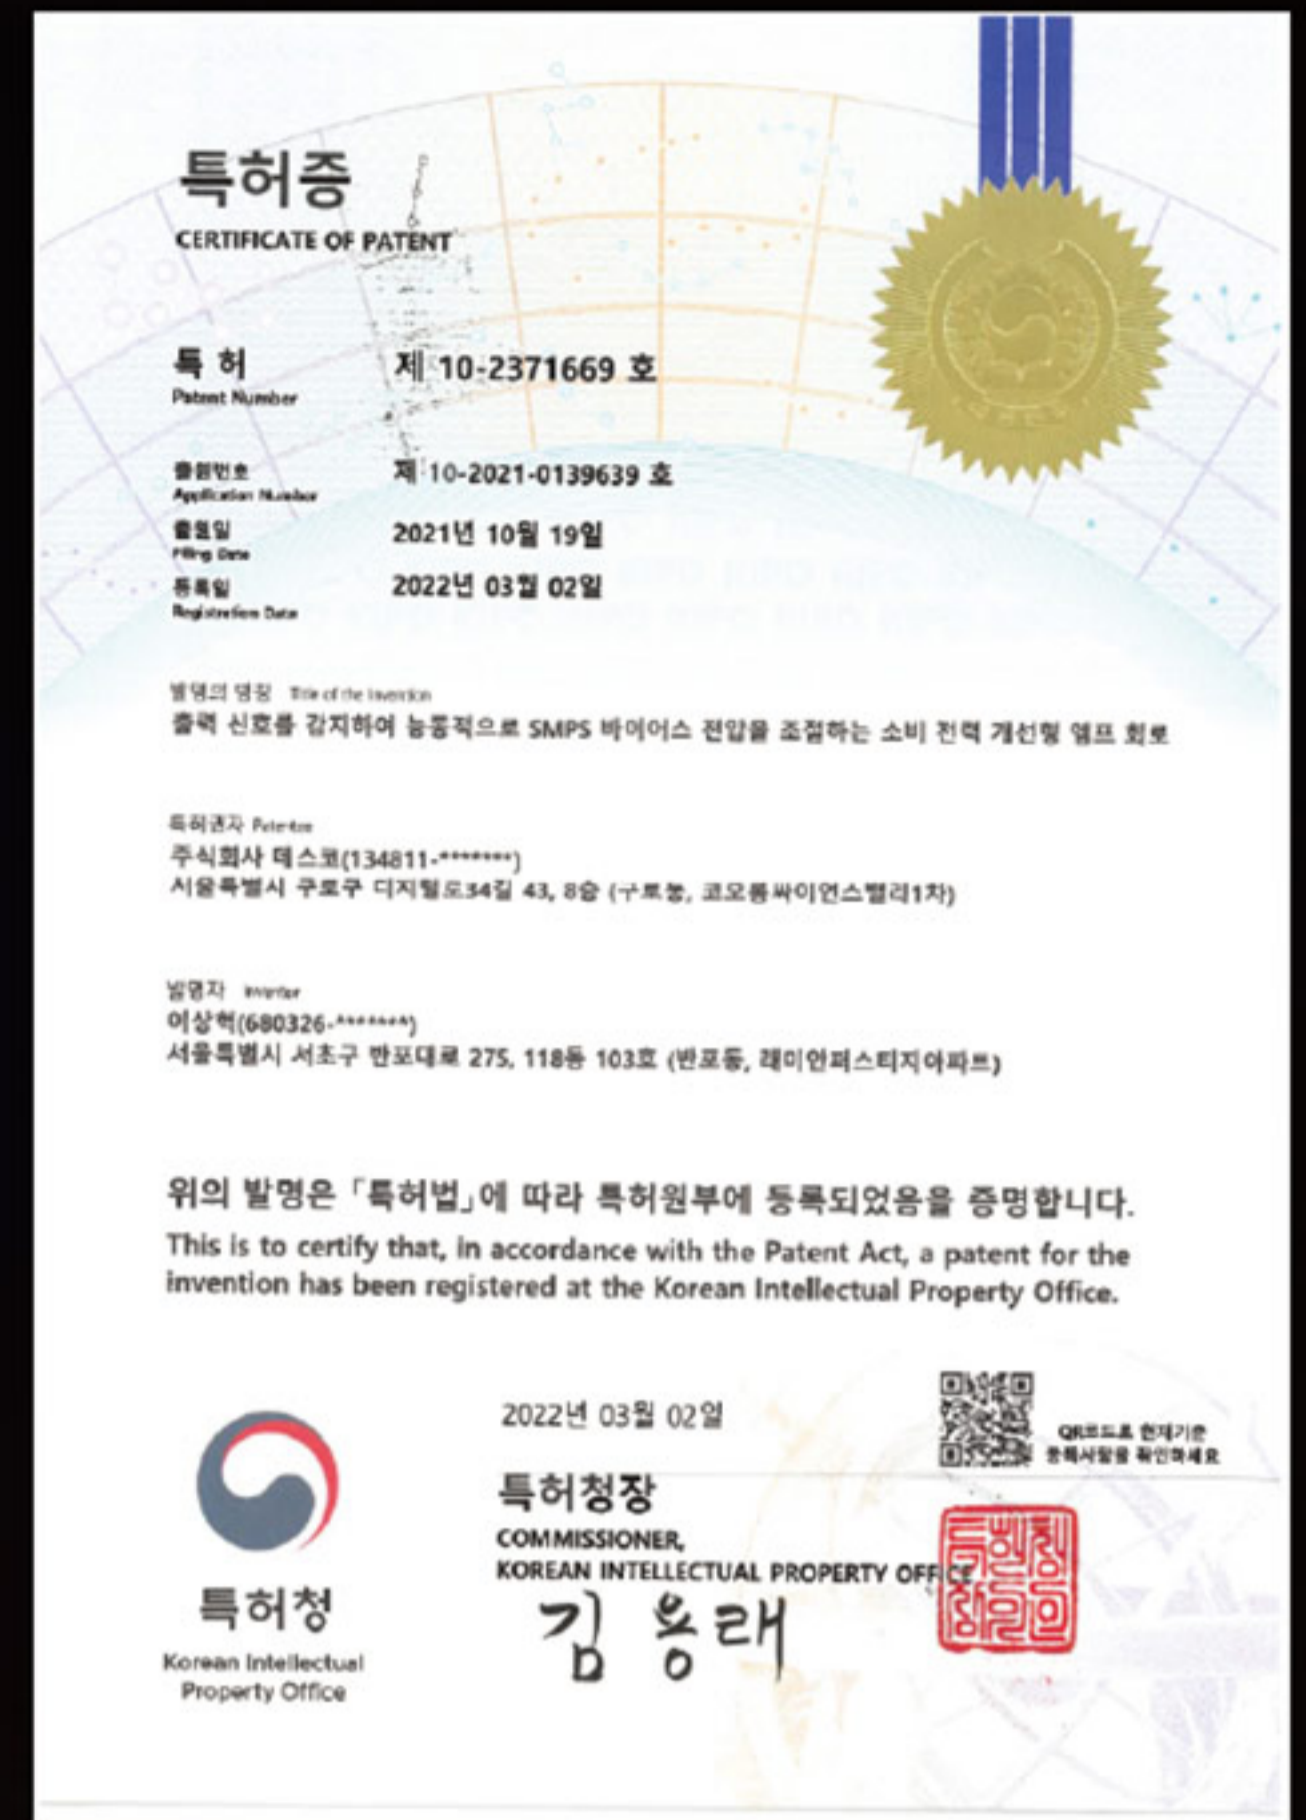 특허증
CERTIFICATE OF PATENT
특 허 제 10-2371669 호
Patent Number
출원번호 제 10-2021-0139639 호
Application Number
출원일 2021년 10월 19일
Filing Date
등록일 2022년 03월 02일
Registration Date
발명의 명칭 Title of the Invention
출력 신호를 감지하여 능동적으로 SMPS 바이어스 전압을 조절하는 소비 전력 개선형 앰프 회로
특허권자 Patentee
주식회사 데스코(134811-*******)
서울특별시 구로구 디지털로34길 43, 8층 (구로동, 코오롱싸이언스밸리1차)
발명자 Inventor
이상혁(680326-*******)
서울특별시 서초구 반포대로 275, 118동 103호 (반포동, 래미안퍼스티지아파트)
위의 발명은 「특허법」에 따라 특허원부에 등록되었음을 증명합니다.
This is to certify that, in accordance with the Patent Act, a patent for the
invention has been registered at the Korean Intellectual Property Office.
2022년 03월 02일
QR코드로 현재기준
등록사항을 확인하세요
특허청장
COMMISSIONER,
KOREAN INTELLECTUAL PROPERTY OFFICE
김용래
특허청
Korean Intellectual
Property Office